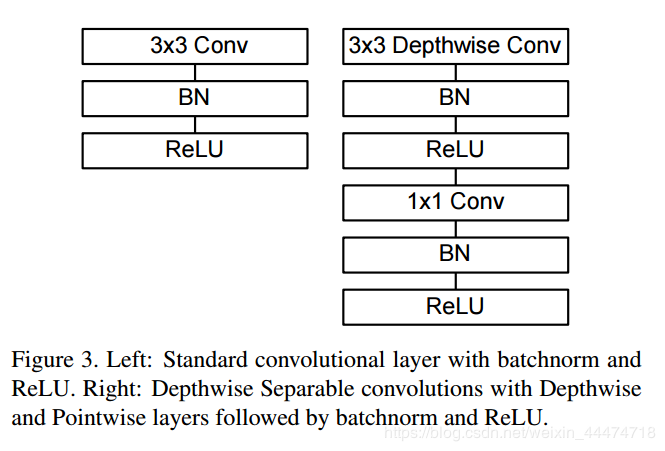 3x3 Conv
BN
ReLU
3x3 Depthwise Conv
BN
ReLU
1x1 Conv
BN
ReLU
Figure 3. Left: Standard convolutional layer with batchnorm and
ReLU. Right: Depthwise Separable convolutions with Depthwise
and Pointwise layers followed by batchnorm and ReLU.
https://blog.csdn.net/weixin_44474718